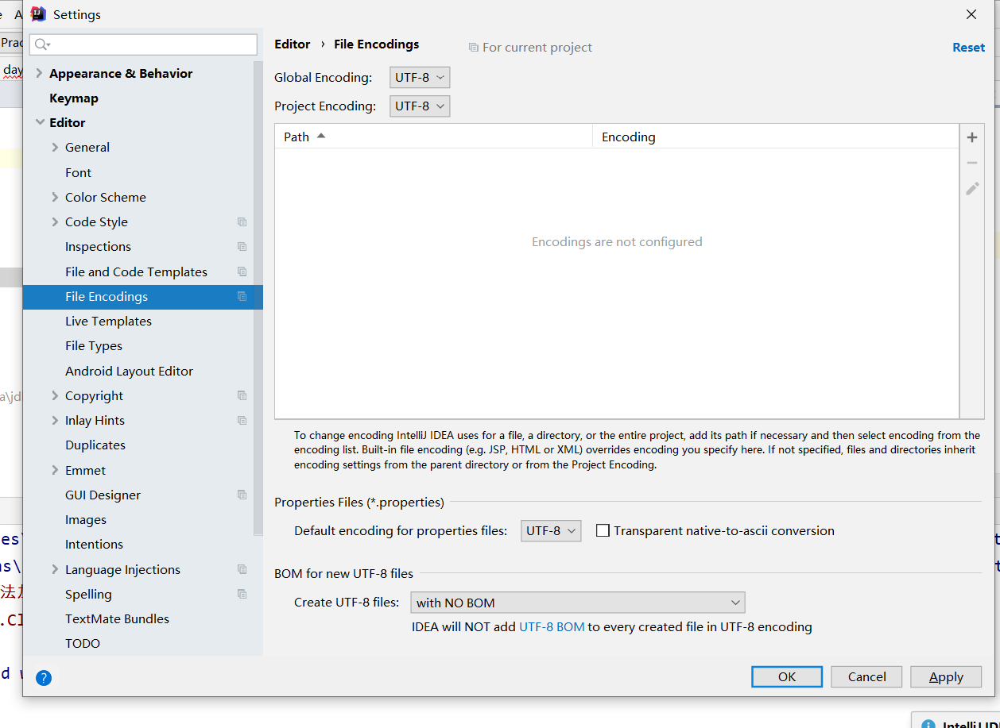 Settings
Prac
day
Appearance & Behavior
Keymap
Editor
General
Font
Color Scheme
Code Style
Inspections
File and Code Templates
File Encodings
Live Templates
File Types
Android Layout Editor
Copyright
Inlay Hints
Duplicates
Emmet
GUI Designer
Images
Intentions
Language Injections
Spelling
TextMate Bundles
TODO
Editor › File Encodings
For current project
Reset
Global Encoding: UTF-8
Project Encoding: UTF-8
Path Encoding
Encodings are not configured
To change encoding IntelliJ IDEA uses for a file, a directory, or the entire project, add its path if necessary and then select encoding from the
encoding list. Built-in file encoding (e.g. JSP, HTML or XML) overrides encoding you specify here. If not specified, files and directories inherit
encoding settings from the parent directory or from the Project Encoding.
Properties Files (*.properties)
Default encoding for properties files: UTF-8 Transparent native-to-ascii conversion
BOM for new UTF-8 files
Create UTF-8 files: with NO BOM
IDEA will NOT add UTF-8 BOM to every created file in UTF-8 encoding
? OK Cancel Apply